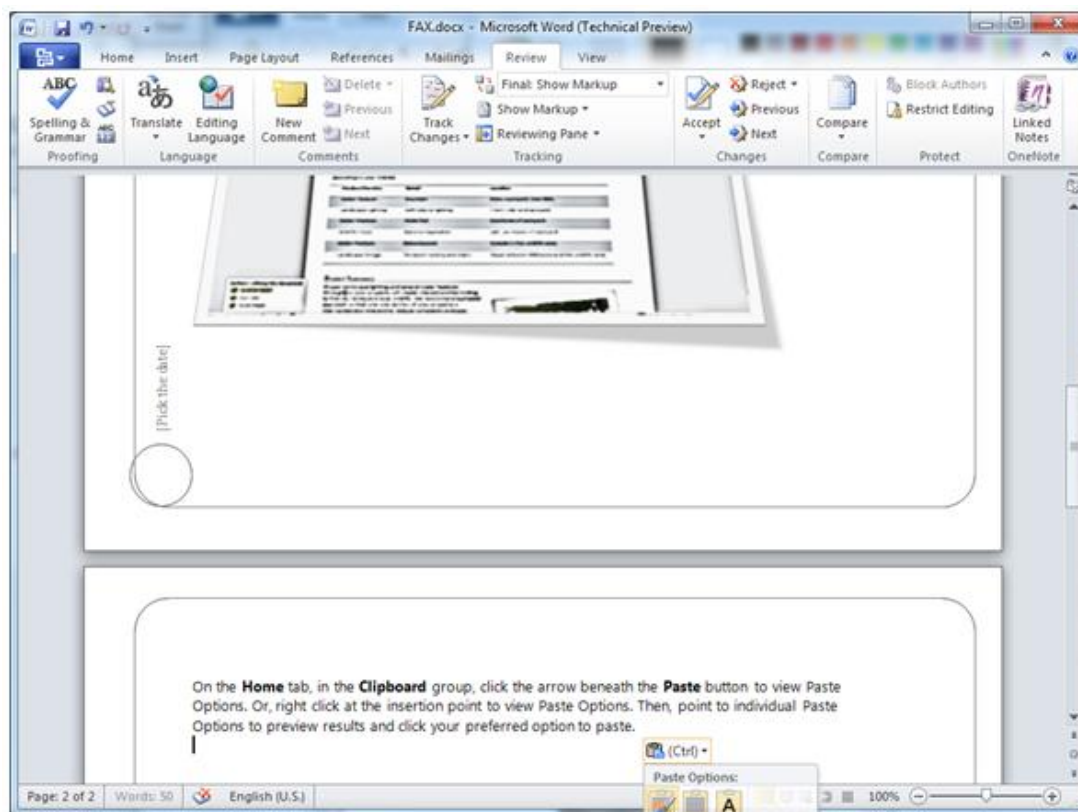 FAX.docx - Microsoft Word (Technical Preview)
Home Insert Page Layout References Mailings Review View
ABC
Spelling & Grammar
Proofing
Translate
Editing Language
Language
New Comment
Delete
Previous
Next
Comments
Track Changes
Final: Show Markup
Show Markup
Reviewing Pane
Tracking
Accept
Reject
Previous
Next
Changes
Compare
Compare
Block Authors
Restrict Editing
Protect
Linked Notes
OneNote
[Pick the date]
On the Home tab, in the Clipboard group, click the arrow beneath the Paste button to view Paste
Options. Or, right click at the insertion point to view Paste Options. Then, point to individual Paste
Options to preview results and click your preferred option to paste.
(Ctrl)
Paste Options:
A
Page: 2 of 2 Words: 50 English (U.S.) 100%